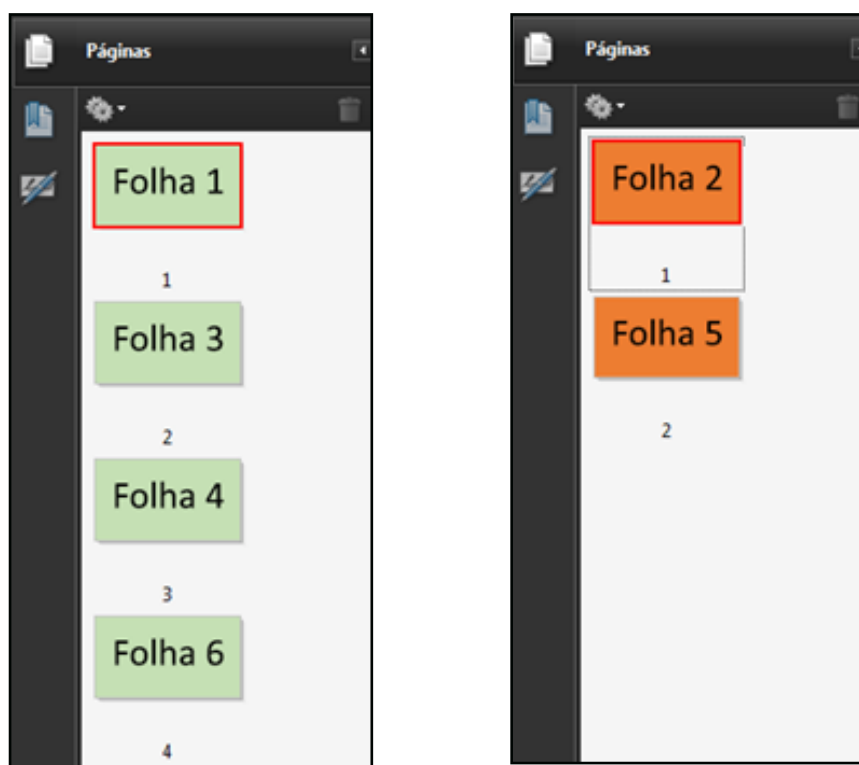 Páginas
Folha 1
1
Folha 3
2
Folha 4
3
Folha 6
4
Páginas
Folha 2
1
Folha 5
2